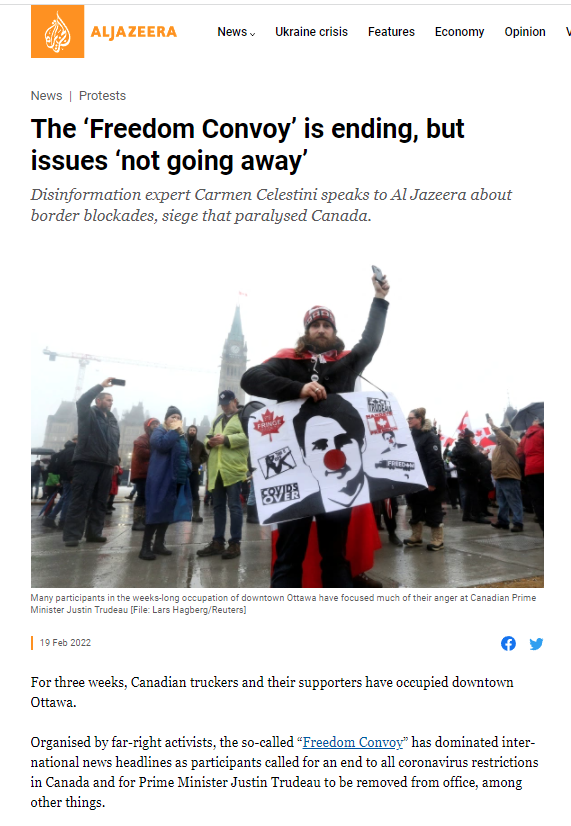 ALJAZEERA
News Ukraine crisis Features Economy Opinion
News | Protests
The ‘Freedom Convoy’ is ending, but
issues ‘not going away’
Disinformation expert Carmen Celestini speaks to Al Jazeera about
border blockades, siege that paralysed Canada.
FRINGE
COVID'S
OVER
FREEDOM
Many participants in the weeks-long occupation of downtown Ottawa have focused much of their anger at Canadian Prime
Minister Justin Trudeau [File: Lars Hagberg/Reuters]
19 Feb 2022
For three weeks, Canadian truckers and their supporters have occupied downtown
Ottawa.
Organised by far-right activists, the so-called “Freedom Convoy” has dominated inter-
national news headlines as participants called for an end to all coronavirus restrictions
in Canada and for Prime Minister Justin Trudeau to be removed from office, among
other things.